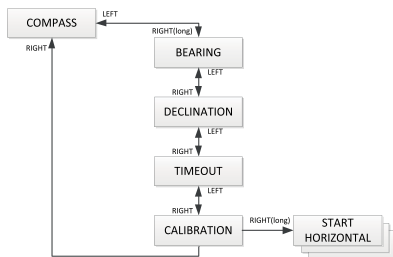 COMPASS
LEFT
RIGHT(long)
RIGHT
BEARING
LEFT
RIGHT
DECLINATION
LEFT
RIGHT
TIMEOUT
LEFT
RIGHT
CALIBRATION
RIGHT(long)
START
HORIZONTAL